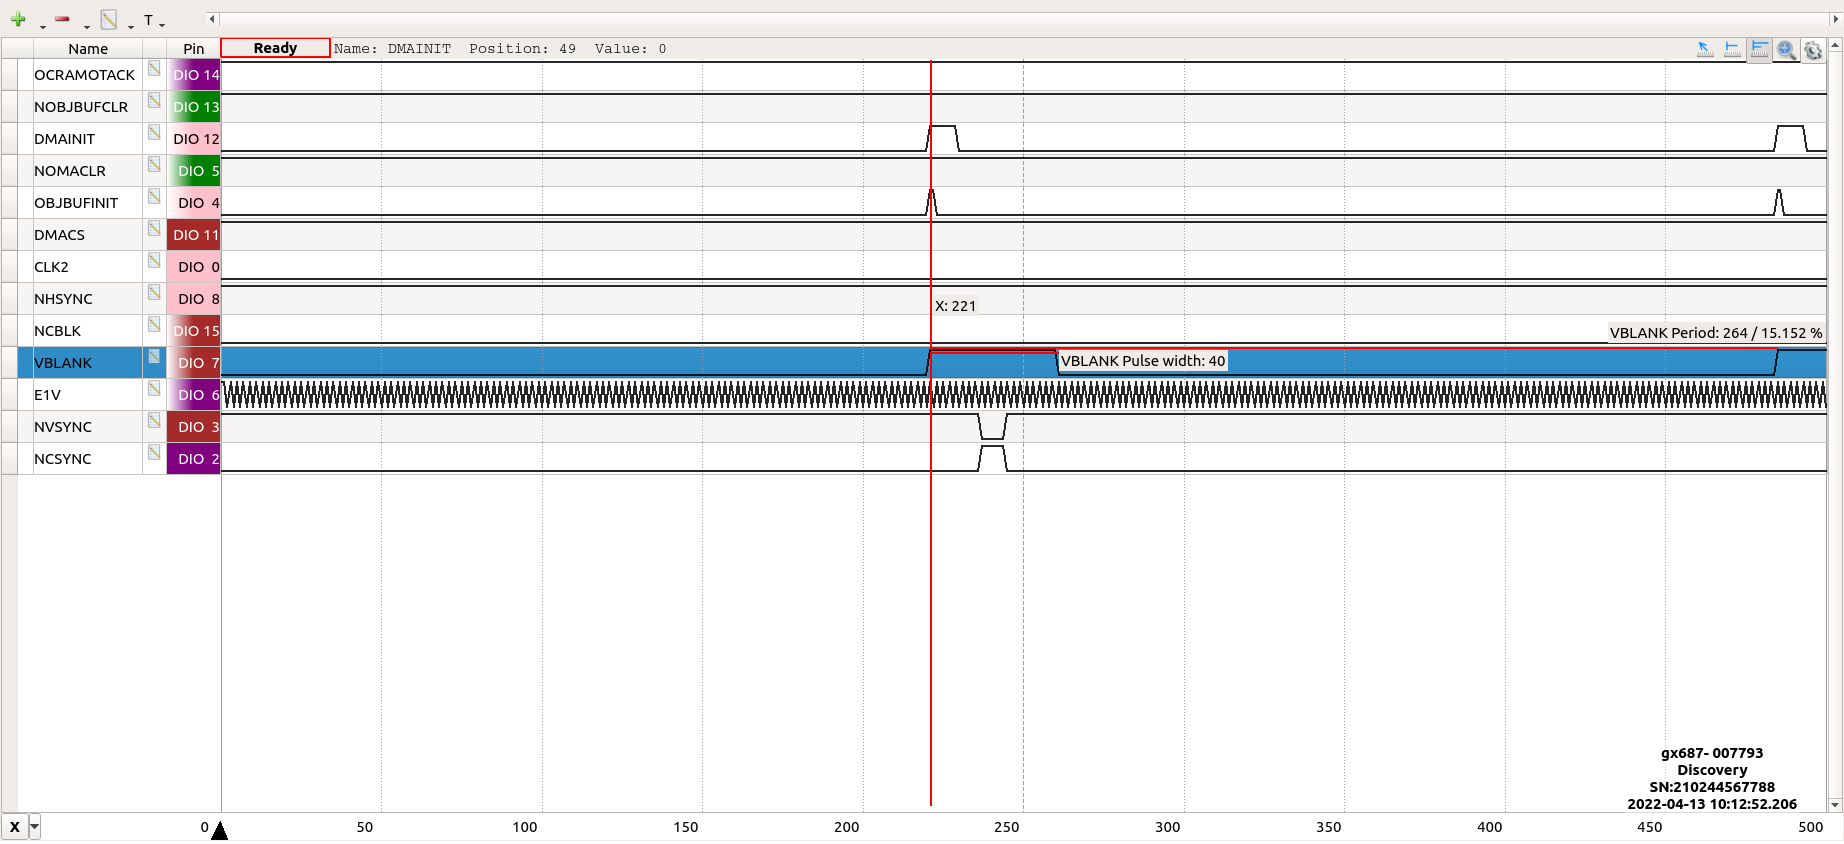 T
Name Pin Ready Name: DMAINIT Position: 49 Value: 0
OCRAMOTACK DIO 14
NOBJBUFCLR DIO 13
DMAINIT DIO 12
NOMACLR DIO 5
OBJBUFINIT DIO 4
DMACS DIO 11
CLK2 DIO 0
NHSYNC DIO 8
X: 221
NCBLK DIO 15
VBLANK Period: 264 / 15.152 %
VBLANK DIO 7
VBLANK Pulse width: 40
E1V DIO 6
NVSYNC DIO 3
NCSYNC DIO 2
gx687- 007793
Discovery
SN:210244567788
2022-04-13 10:12:52.206
X 0 50 100 150 200 250 300 350 400 450 500